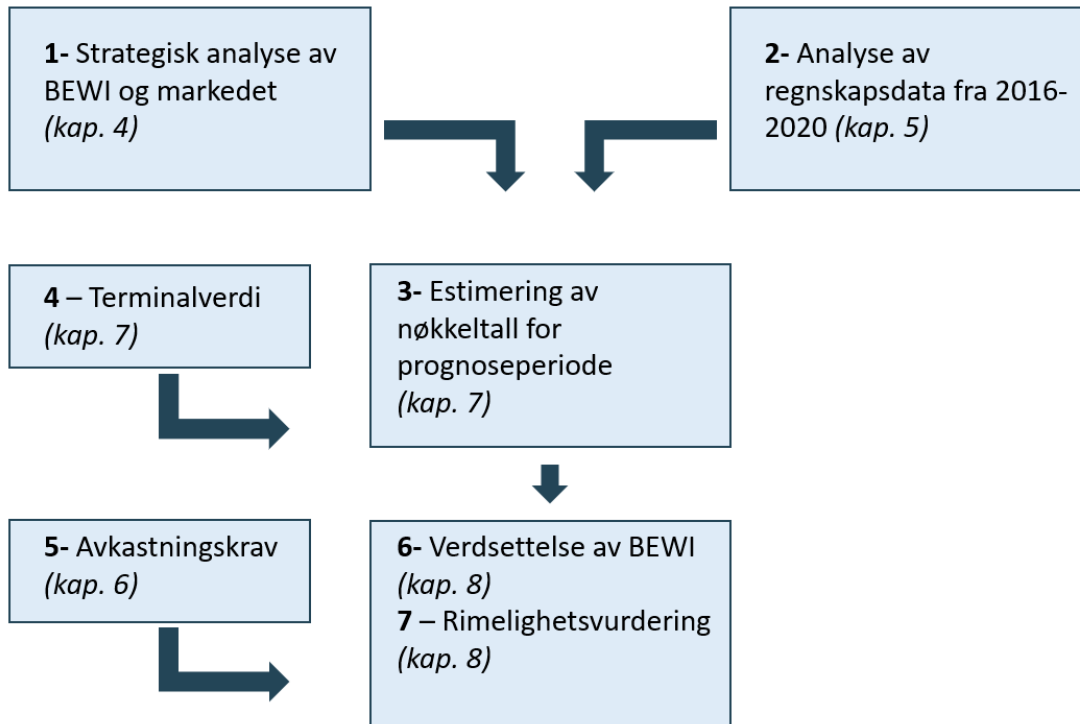 1- Strategisk analyse av
BEWI og markedet
(kap. 4)
2- Analyse av
regnskapsdata fra 2016-
2020 (kap. 5)
4 – Terminalverdi
(kap. 7)
3- Estimering av
nøkkeltall for
prognoseperiode
(kap. 7)
5- Avkastningskrav
(kap. 6)
6- Verdsettelse av BEWI
(kap. 8)
7 – Rimelighetsvurdering
(kap. 8)